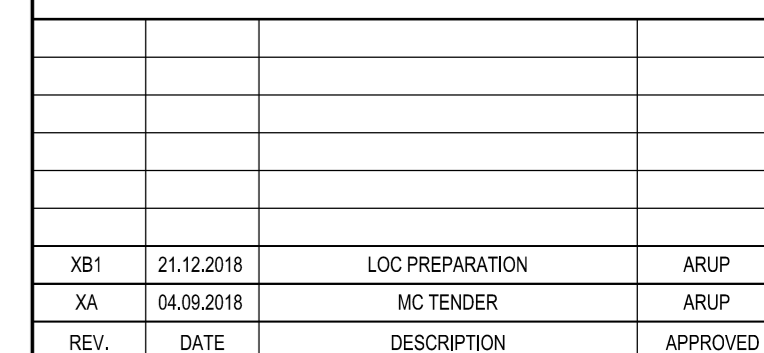 XB1 21.12.2018 LOC PREPARATION ARUP
XA 04.09.2018 MC TENDER ARUP
REV. DATE DESCRIPTION APPROVED